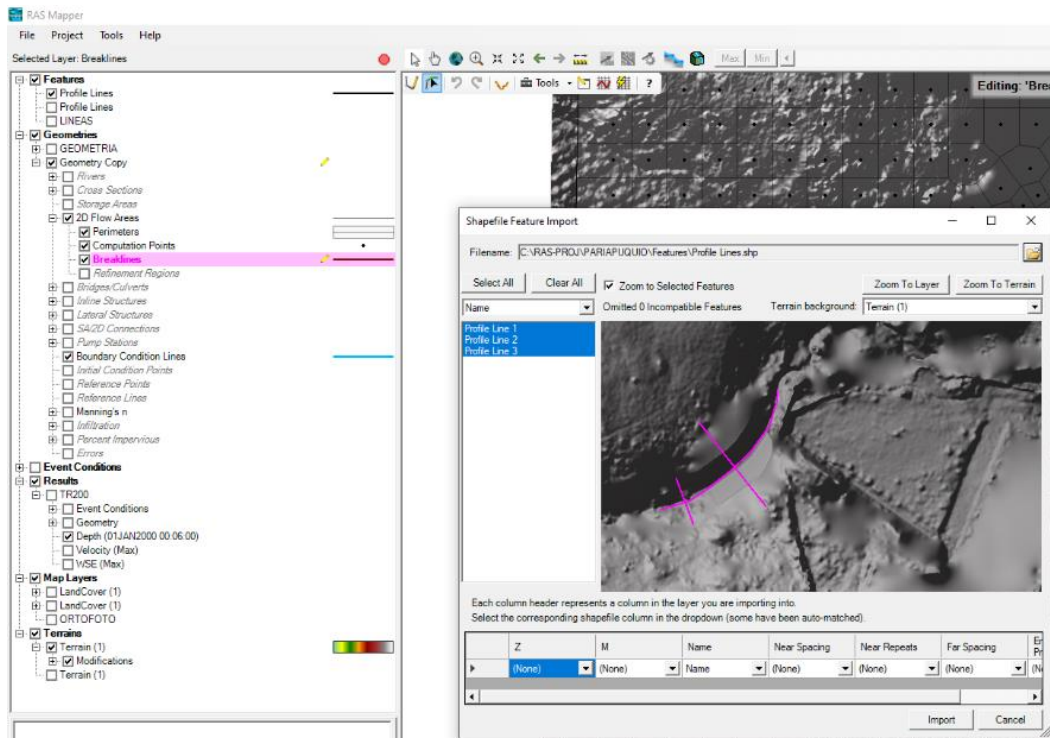 RAS Mapper
File Project Tools Help
Selected Layer: Breaklines
Max Min
Features
Profile Lines
Profile Lines
LINEAS
Geometries
GEOMETRIA
Geometry Copy
Rivers
Cross Sections
Storage Areas
2D Flow Areas
Perimeters
Computation Points
Breaklines
Refinement Regions
Bridges/Culverts
Inline Structures
Lateral Structures
SA/2D Connections
Pump Stations
Boundary Condition Lines
Initial Condition Points
Reference Points
Reference Lines
Manning's n
Infiltration
Percent Impervious
Errors
Event Conditions
Results
TR200
Event Conditions
Geometry
Depth (01JAN2000 00:06:00)
Velocity (Max)
WSE (Max)
Map Layers
LandCover (1)
LandCover (1)
ORTOFOTO
Terrains
Terrain (1)
Modifications
Terrain (1)
Tools ?
Editing: 'Bre
Shapefile Feature Import
Filename: C:\RAS-PROJ\PARIAPUQUIO\Features\Profile Lines.shp
Select All Clear All Zoom to Selected Features Zoom To Layer Zoom To Terrain
Name Omitted 0 Incompatible Features Terrain background: Terrain (1)
Profile Line 1
Profile Line 2
Profile Line 3
Each column header represents a column in the layer you are importing into.
Select the corresponding shapefile column in the dropdown (some have been auto-matched).
Z M Name Near Spacing Near Repeats Far Spacing
(None) (None) Name (None) (None) (None)
Import Cancel